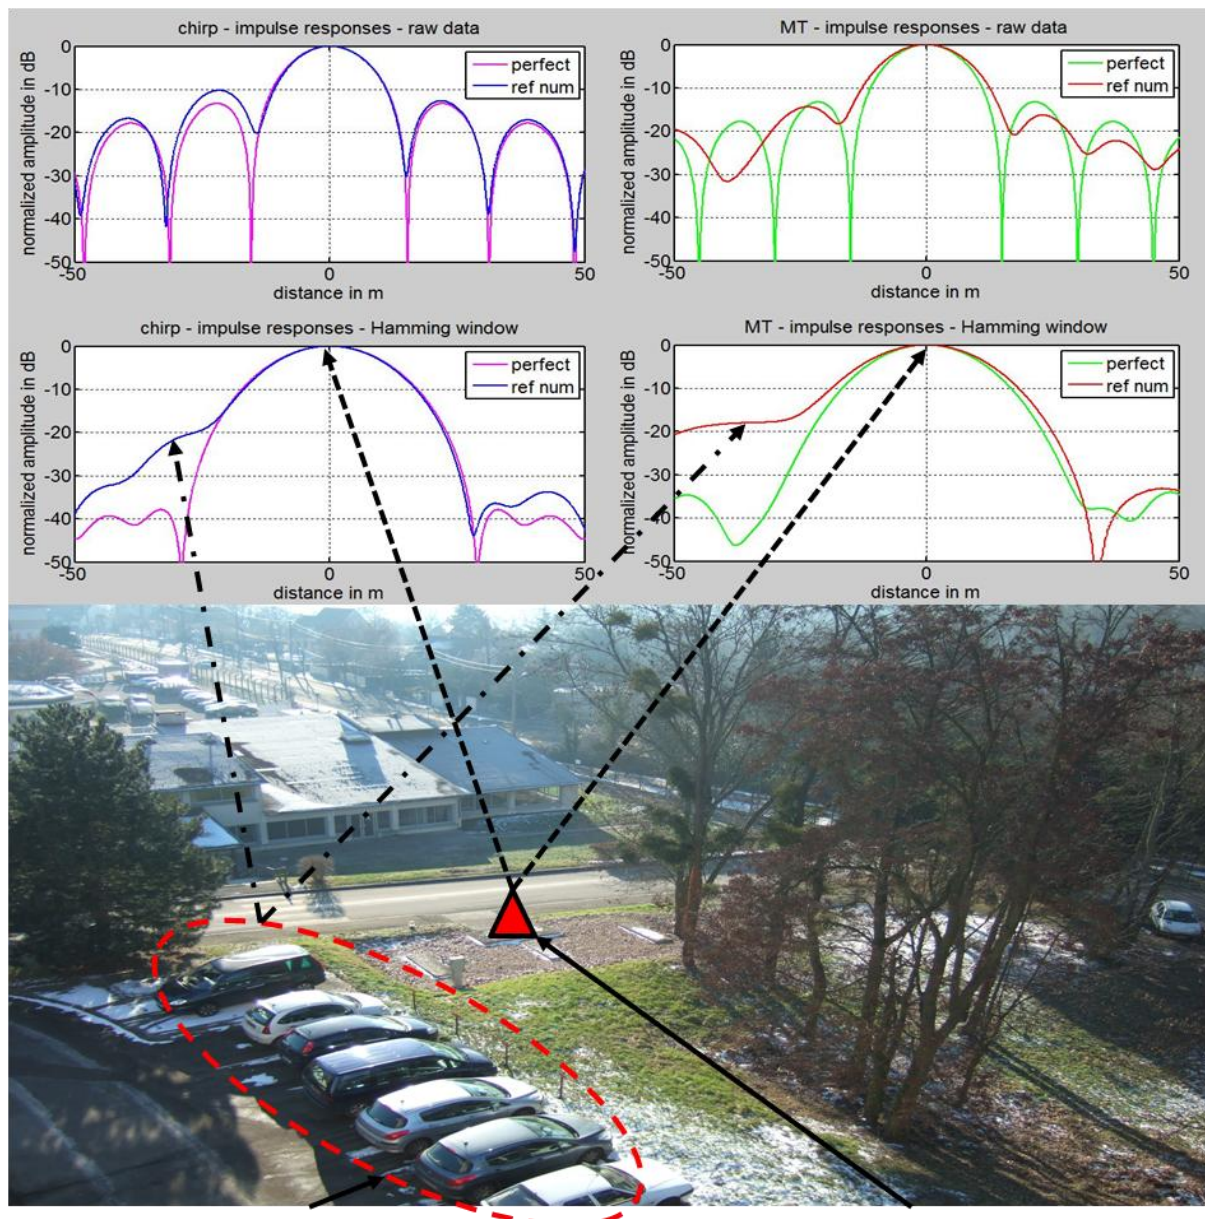 chirp - impulse responses - raw data
normalized amplitude in dB
0
-10
-20
-30
-40
-50
perfect
ref num
-50
0
50
distance in m
MT - impulse responses - raw data
normalized amplitude in dB
0
-10
-20
-30
-40
-50
perfect
ref num
-50
0
50
distance in m
chirp - impulse responses - Hamming window
normalized amplitude in dB
0
-10
-20
-30
-40
-50
perfect
ref num
-50
0
50
distance in m
MT - impulse responses - Hamming window
normalized amplitude in dB
0
-10
-20
-30
-40
-50
perfect
ref num
-50
0
50
distance in m